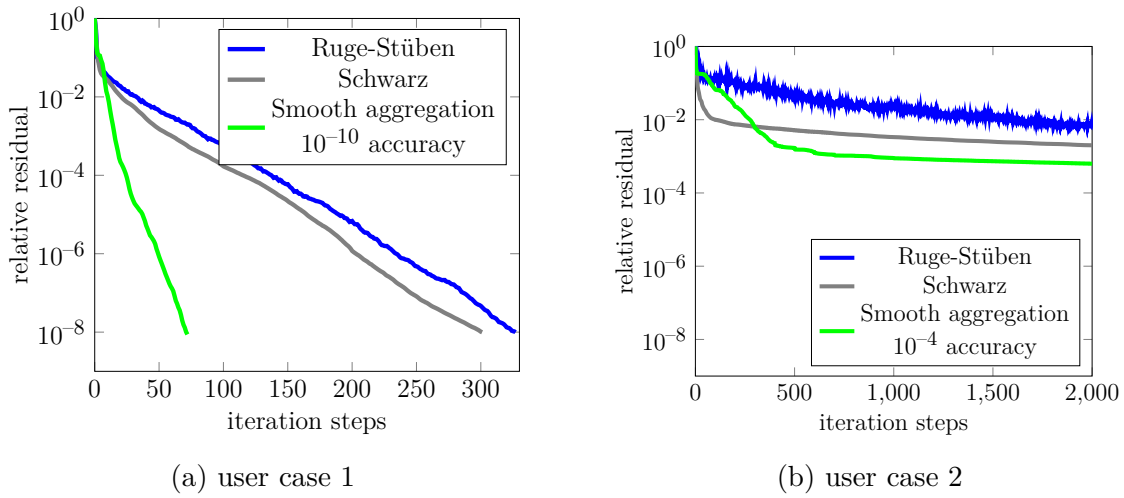 10^0
10^−2
10^−4
10^−6
10^−8
relative residual
0 50 100 150 200 250 300
iteration steps
Ruge-Stüben
Schwarz
Smooth aggregation
10^−10 accuracy
(a) user case 1
10^0
10^−2
10^−4
10^−6
10^−8
relative residual
0 500 1,000 1,500 2,000
iteration steps
Ruge-Stüben
Schwarz
Smooth aggregation
10^−4 accuracy
(b) user case 2